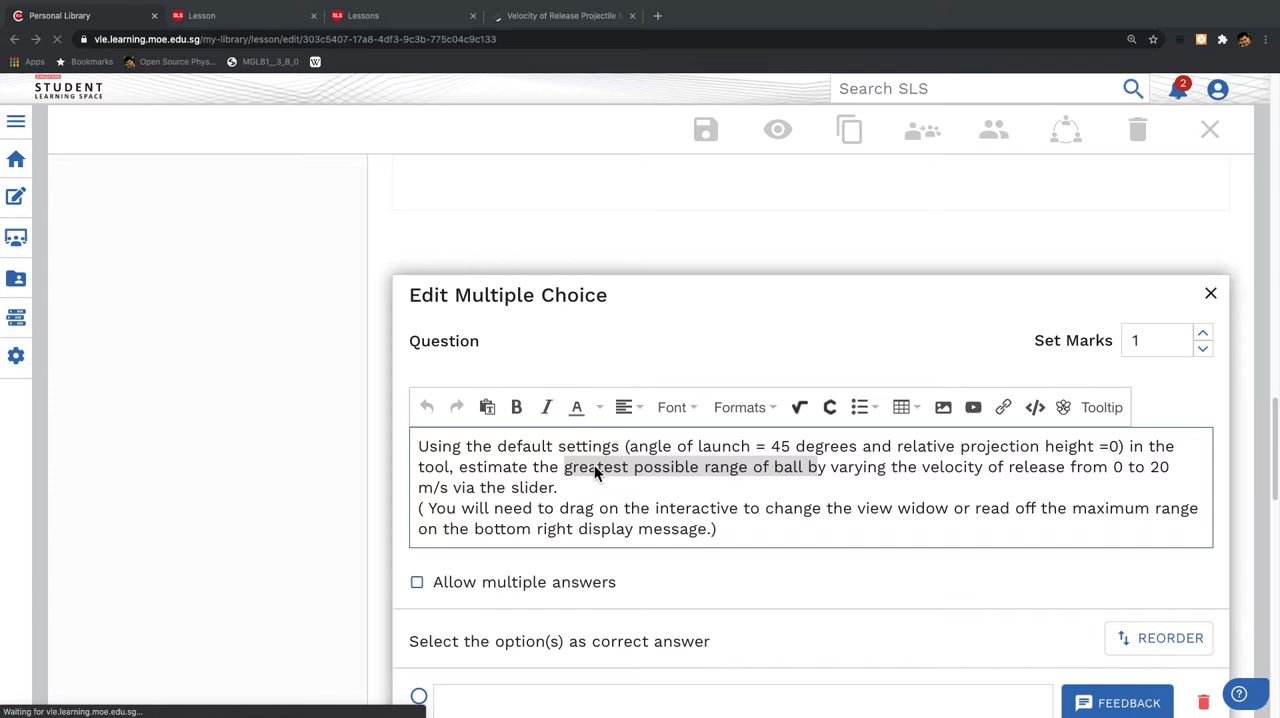 Personal Library
Lesson
Lessons
Velocity of Release Projectile M
vle.learning.moe.edu.sg/my-library/lesson/edit/303c5407-17a8-4df3-9c3b-775c04c9c133
Apps
Bookmarks
Open Source Phys...
MGLB1__3_B_0
SINGAPORE
STUDENT
LEARNING SPACE
Search SLS
2
Edit Multiple Choice
Question
Set Marks
1
Font
Formats
Tooltip
Using the default settings (angle of launch = 45 degrees and relative projection height =0) in the
tool, estimate the greatest possible range of ball by varying the velocity of release from 0 to 20
m/s via the slider.
( You will need to drag on the interactive to change the view widow or read off the maximum range
on the bottom right display message.)
Allow multiple answers
Select the option(s) as correct answer
REORDER
FEEDBACK
Waiting for vle.learning.moe.edu.sg...